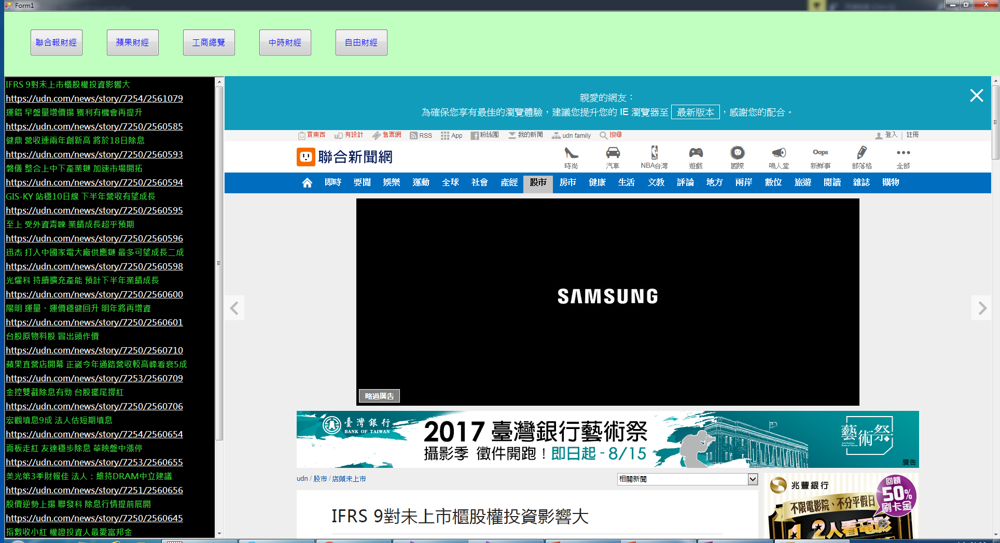 Form1
聯合報財經
蘋果財經
工商總覽
中時財經
自由財經
IFRS 9對未上市櫃股權投資影響大
https://udn.com/news/story/7254/2561079
運錩 早盤量增價揚 獲利有機會再提升
https://udn.com/news/story/7250/2560585
健鼎 營收連兩年創新高 將於18日除息
https://udn.com/news/story/7250/2560593
磐儀 整合上中下產業鏈 加速市場開拓
https://udn.com/news/story/7250/2560594
GIS-KY 站穩10日線 下半年營收有望成長
https://udn.com/news/story/7250/2560595
至上 受外資青睞 業績成長超乎預期
https://udn.com/news/story/7250/2560596
迅杰 打入中國家電大廠供應鏈 最多可望成長二成
https://udn.com/news/story/7250/2560598
光燿科 持續擴充產能 預計下半年業績成長
https://udn.com/news/story/7250/2560600
陽明 運量、運價穩健回升 明年將再增資
https://udn.com/news/story/7250/2560601
台股原物料股 冒出頭作價
https://udn.com/news/story/7250/2560710
蘋果直營店開幕 正崴今年通路營收較高峰看衰5成
https://udn.com/news/story/7253/2560709
金控雙截除息有勁 台股擺尾撐紅
https://udn.com/news/story/7250/2560706
宏觀填息9成 法人估短期填息
https://udn.com/news/story/7254/2560654
面板走紅 友達穩步除息 華映盤中漲停
https://udn.com/news/story/7253/2560655
美光第3季財報佳 法人：維持DRAM中立建議
https://udn.com/news/story/7251/2560656
股價逆勢上揚 聯發科 除息行情提前展開
https://udn.com/news/story/7250/2560645
指數收小紅 權證投資人最愛富邦金
親愛的網友：
為確保您享有最佳的瀏覽體驗，建議您提升您的 IE 瀏覽器至 最新版本，感謝您的配合。
買東西 uD 有設計 售票網 RSS App 粉絲團 我的新聞 udn family 搜尋 登入 | 註冊
聯合新聞網
時尚 汽車 NBA台灣 遊戲 國際 鳴人堂 Oops 新鮮事 部落格 全部
即時 要聞 娛樂 運動 全球 社會 產經 股市 房市 健康 生活 文教 評論 地方 兩岸 數位 旅遊 閱讀 雜誌 購物
SAMSUNG
略過廣告
臺灣銀行
BANK OF TAIWAN
2017 臺灣銀行藝術祭
攝影季 徵件開跑！即日起 - 8/15
藝術祭
廣告
udn / 股市 / 店頭未上市
相關新聞
IFRS 9對未上市櫃股權投資影響大
兆豐銀行
回饋
50%
刷卡金
不限電影院、不分平假日
2人看電影